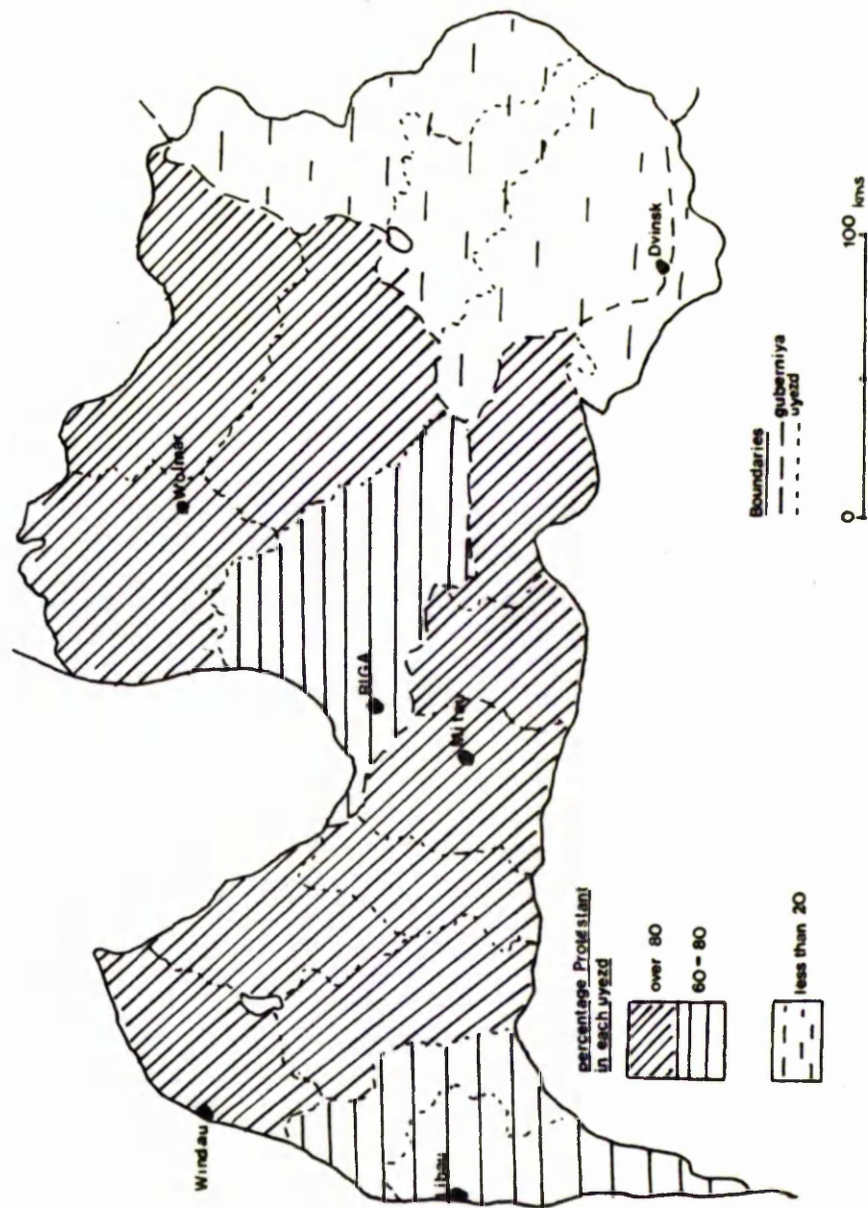 Windau
Wolmar
RIGA
Mitau
Libau
Dvinsk
percentage Protestant
in each uyezd
over 80
60 – 80
less than 20
Boundaries
guberniya
uyezd
0
100
kms